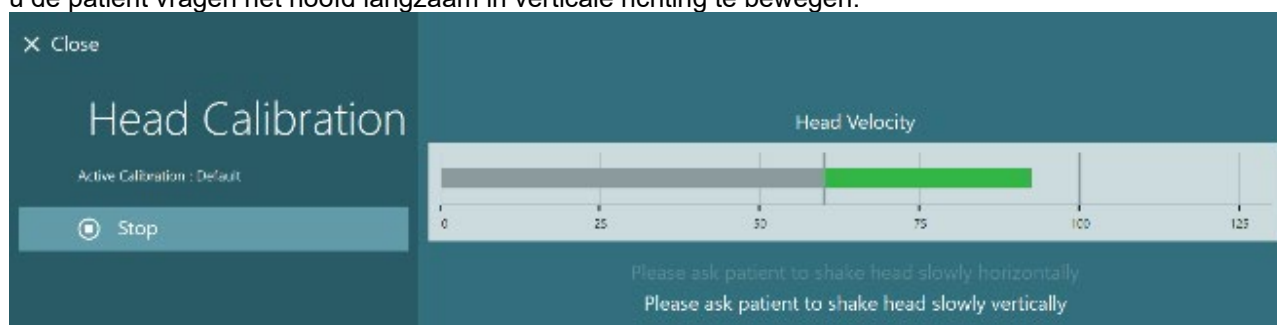 u de patiënt vragen het hoofd langzaam in verticale richting te bewegen.
Close
Head Calibration
Active Calibration : Default
Stop
Head Velocity
0 25 50 75 100 125
Please ask patient to shake head slowly horizontally
Please ask patient to shake head slowly vertically